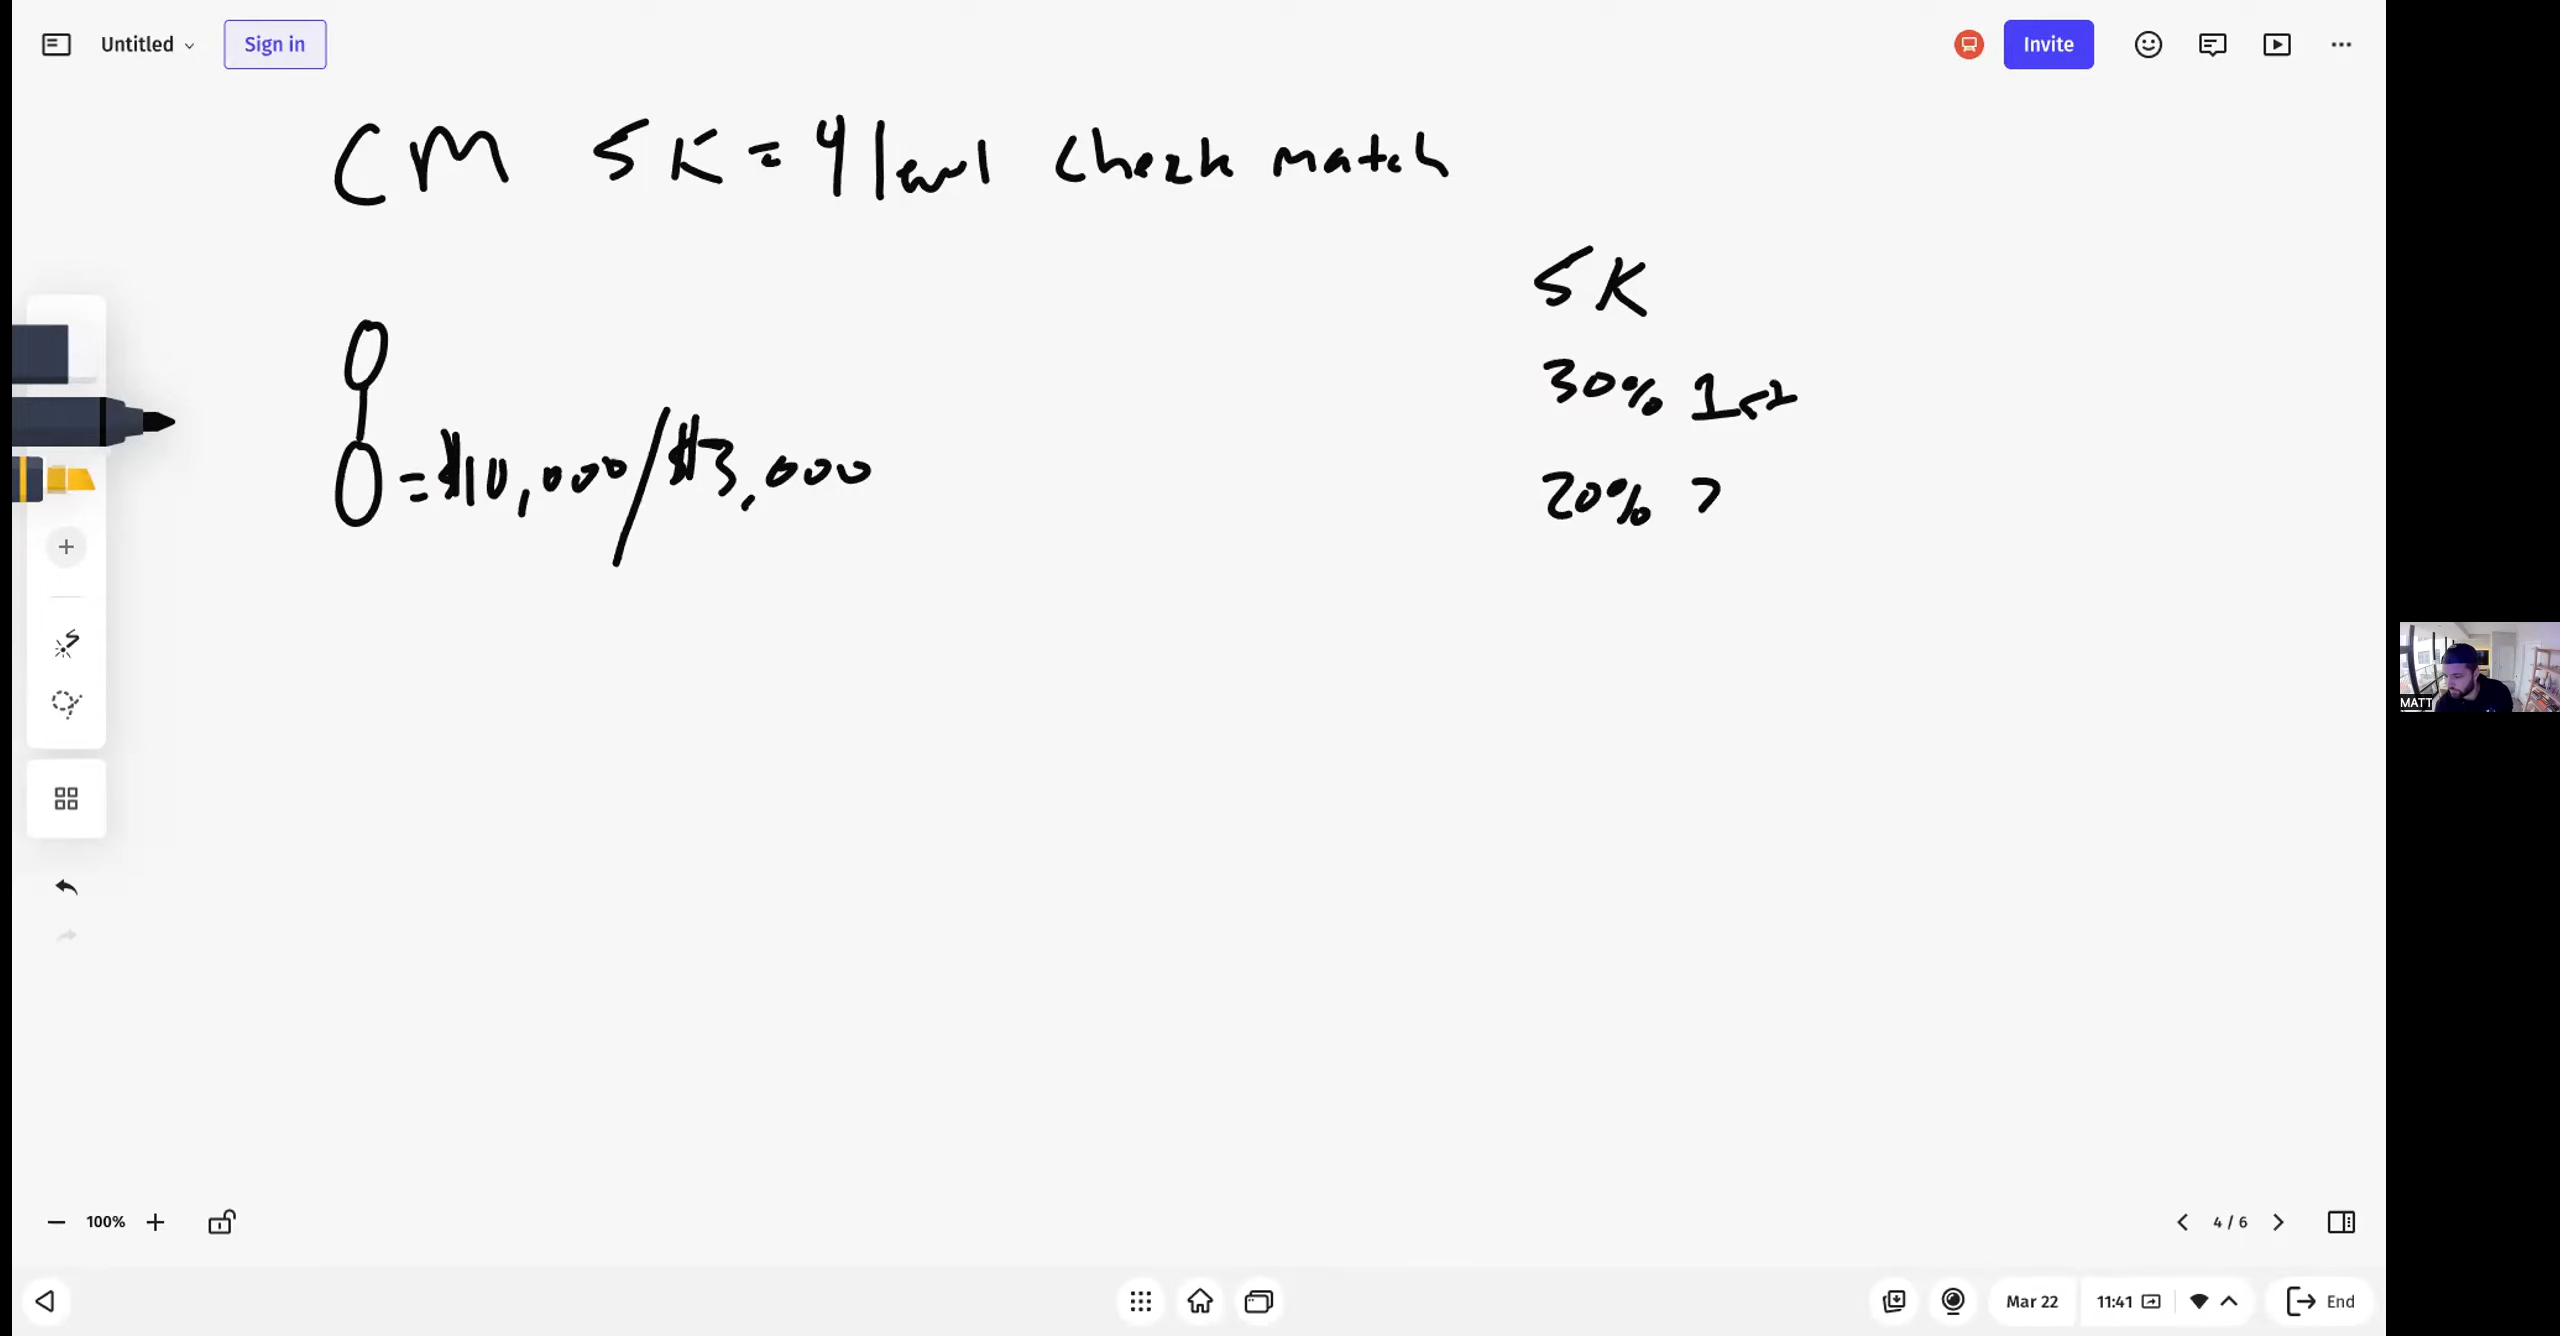 Untitled Sign in Invite
CM 5K = 4 level check match
5K
30% 1st
= $10,000 / $3,000
20% 2
MATT
100% 4 / 6
Mar 22 11:41 End